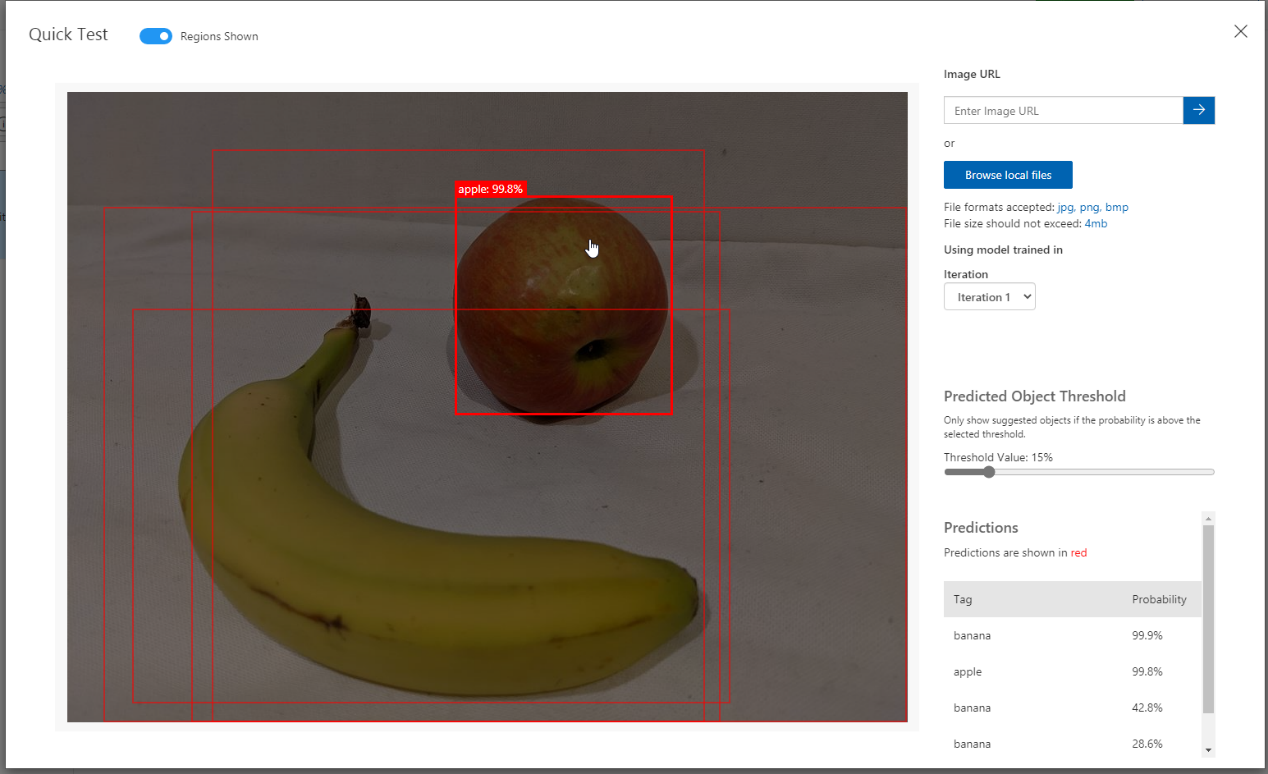 Quick Test
Regions Shown
apple: 99.8%
Image URL
Enter Image URL
or
Browse local files
File formats accepted: jpg, png, bmp
File size should not exceed: 4mb
Using model trained in
Iteration
Iteration 1
Predicted Object Threshold
Only show suggested objects if the probability is above the
selected threshold.
Threshold Value: 15%
Predictions
Predictions are shown in red
Tag Probability
banana 99.9%
apple 99.8%
banana 42.8%
banana 28.6%